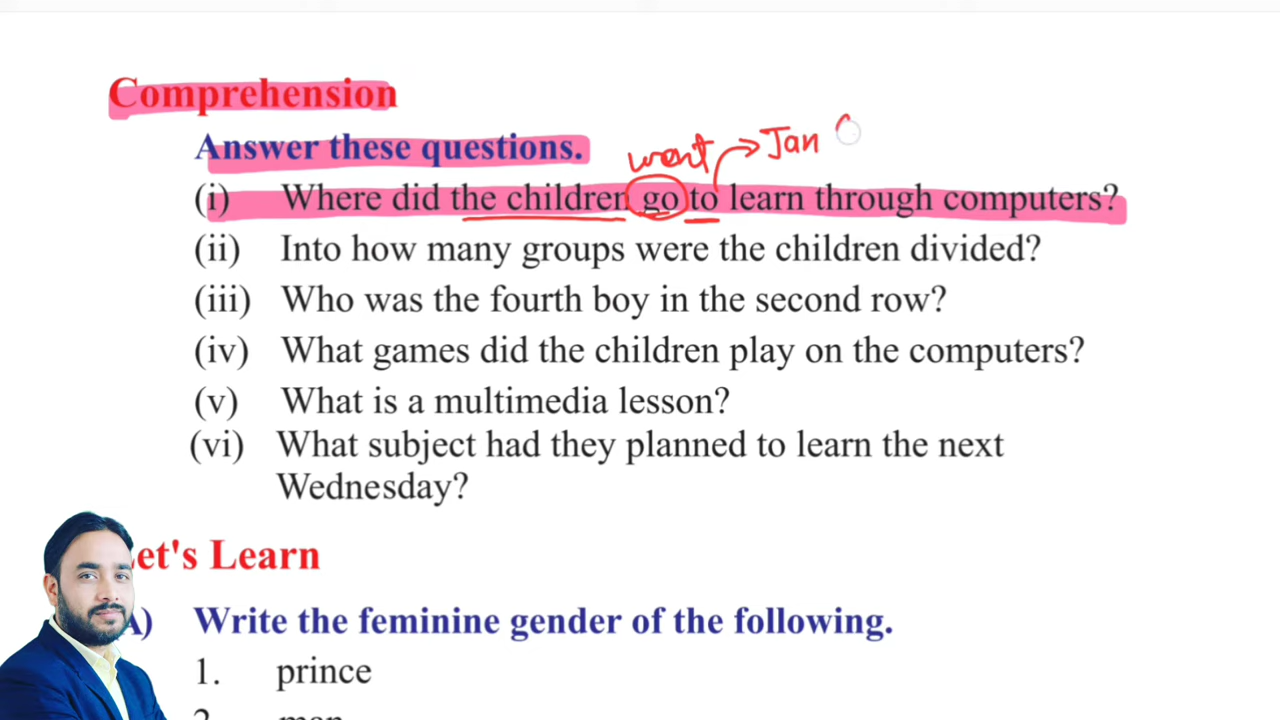 Comprehension
Answer these questions.
went → Jan
(i) Where did the children go to learn through computers?
(ii) Into how many groups were the children divided?
(iii) Who was the fourth boy in the second row?
(iv) What games did the children play on the computers?
(v) What is a multimedia lesson?
(vi) What subject had they planned to learn the next
Wednesday?
et's Learn
A) Write the feminine gender of the following.
1. prince
2. man